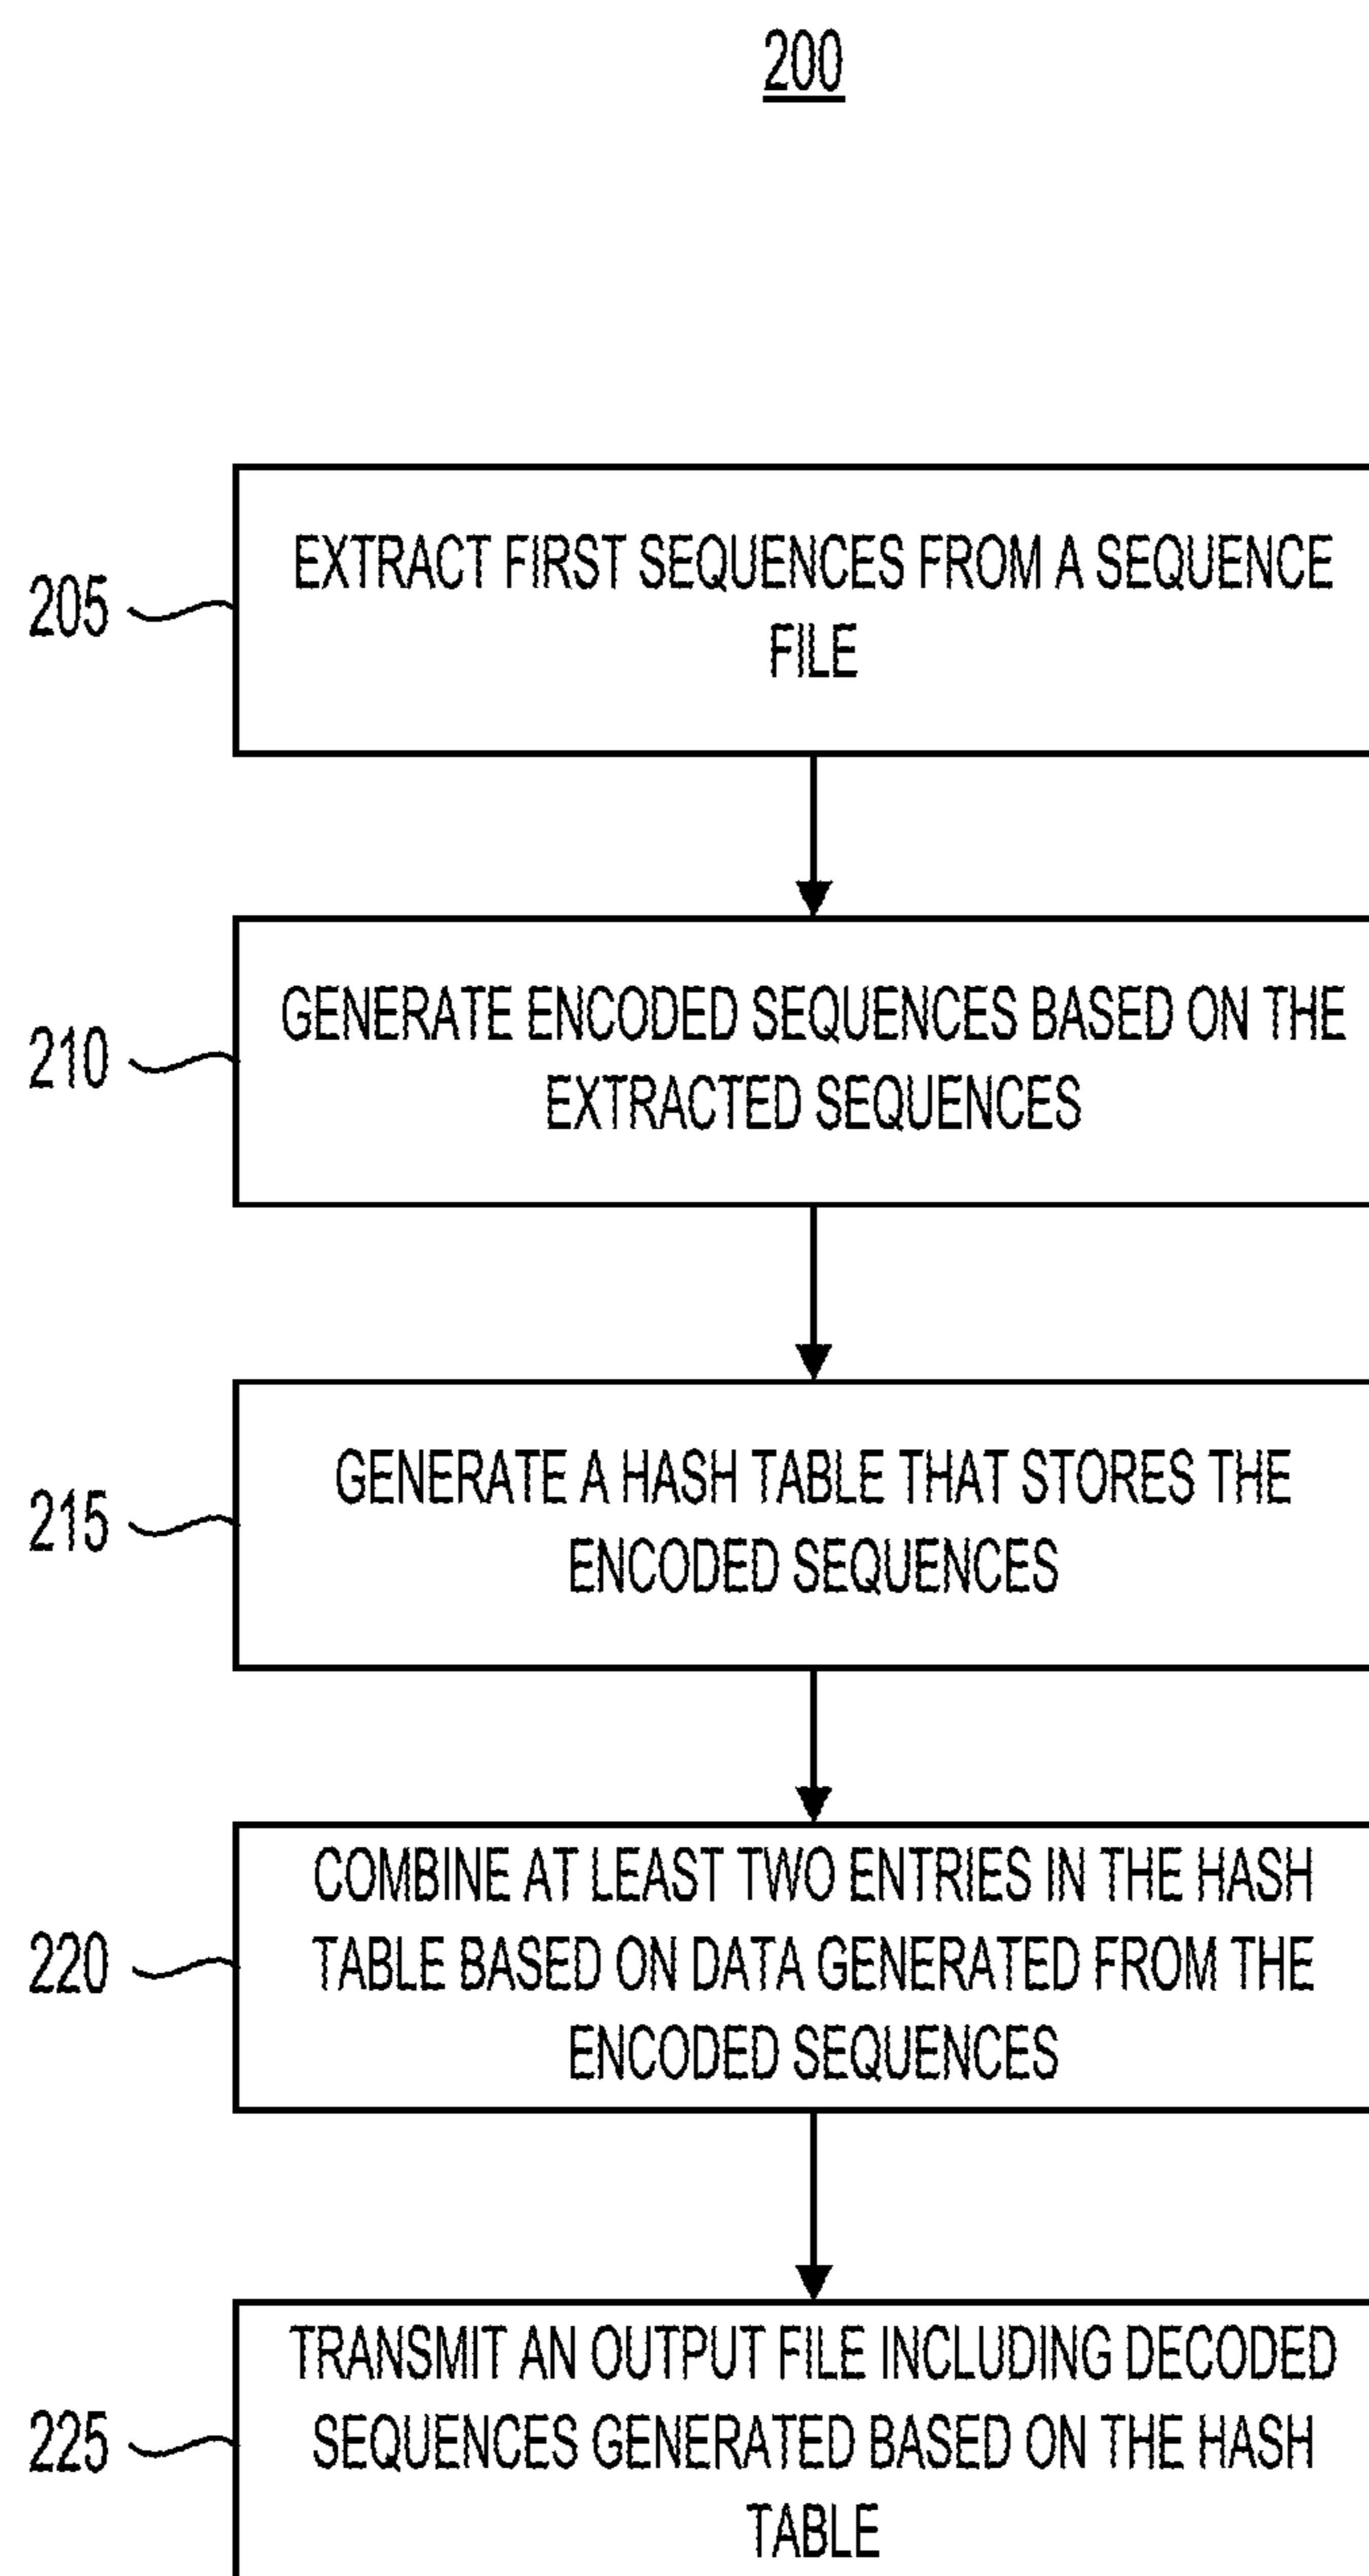 200
205
EXTRACT FIRST SEQUENCES FROM A SEQUENCE
FILE
210
GENERATE ENCODED SEQUENCES BASED ON THE
EXTRACTED SEQUENCES
215
GENERATE A HASH TABLE THAT STORES THE
ENCODED SEQUENCES
220
COMBINE AT LEAST TWO ENTRIES IN THE HASH
TABLE BASED ON DATA GENERATED FROM THE
ENCODED SEQUENCES
225
TRANSMIT AN OUTPUT FILE INCLUDING DECODED
SEQUENCES GENERATED BASED ON THE HASH
TABLE